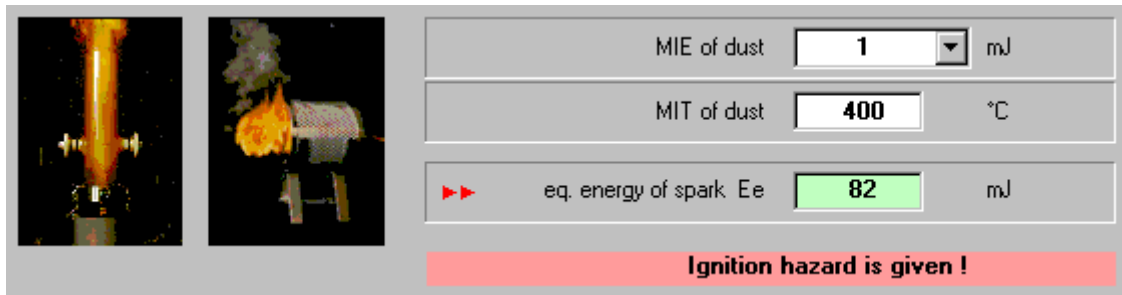 MIE of dust 1 mJ
MIT of dust 400 °C
eq. energy of spark Ee 82 mJ
Ignition hazard is given !